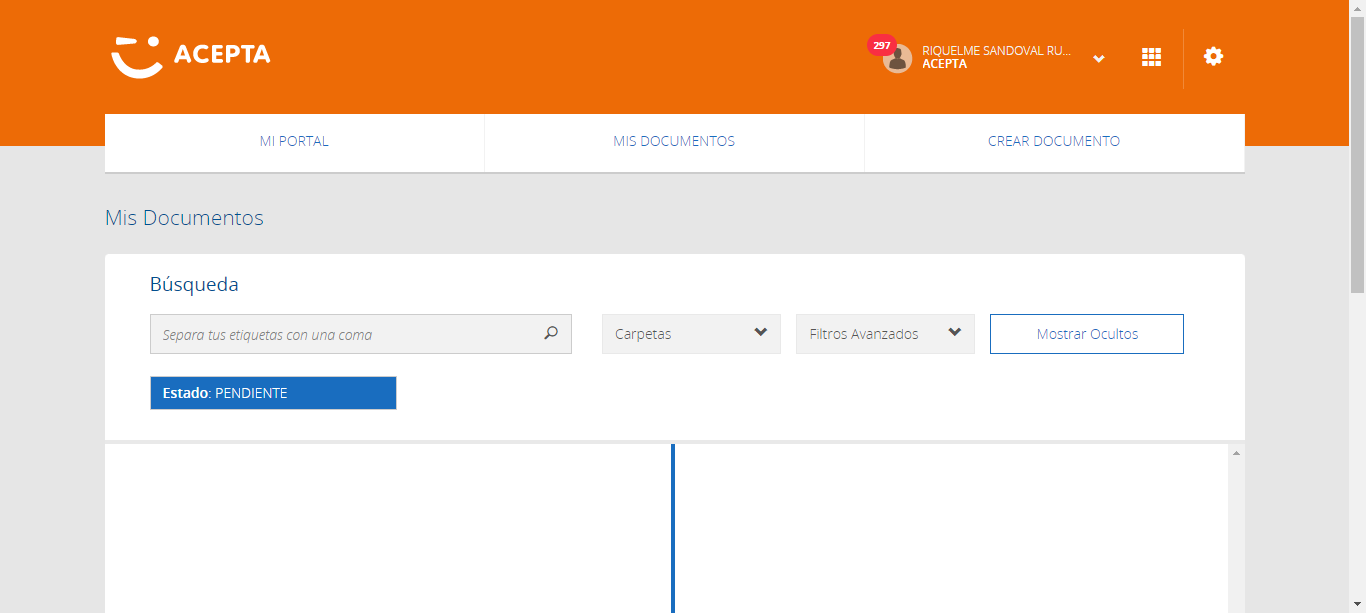 ACEPTA
297
RIQUELME SANDOVAL RU...
ACEPTA
MI PORTAL
MIS DOCUMENTOS
CREAR DOCUMENTO
Mis Documentos
Búsqueda
Separa tus etiquetas con una coma
Carpetas
Filtros Avanzados
Mostrar Ocultos
Estado: PENDIENTE